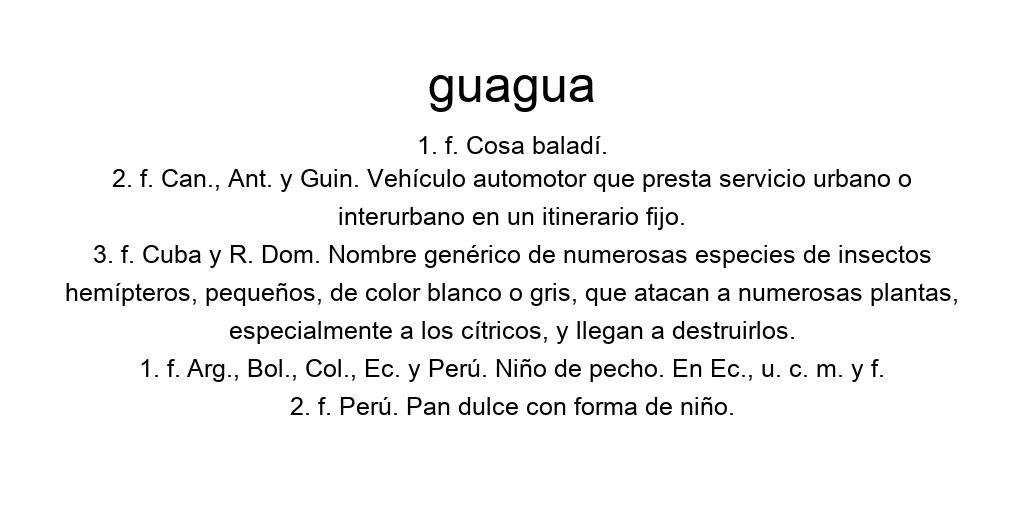 guagua
1. f. Cosa baladí.
2. f. Can., Ant. y Guin. Vehículo automotor que presta servicio urbano o
interurbano en un itinerario fijo.
3. f. Cuba y R. Dom. Nombre genérico de numerosas especies de insectos
hemípteros, pequeños, de color blanco o gris, que atacan a numerosas plantas,
especialmente a los cítricos, y llegan a destruirlos.
1. f. Arg., Bol., Col., Ec. y Perú. Niño de pecho. En Ec., u. c. m. y f.
2. f. Perú. Pan dulce con forma de niño.